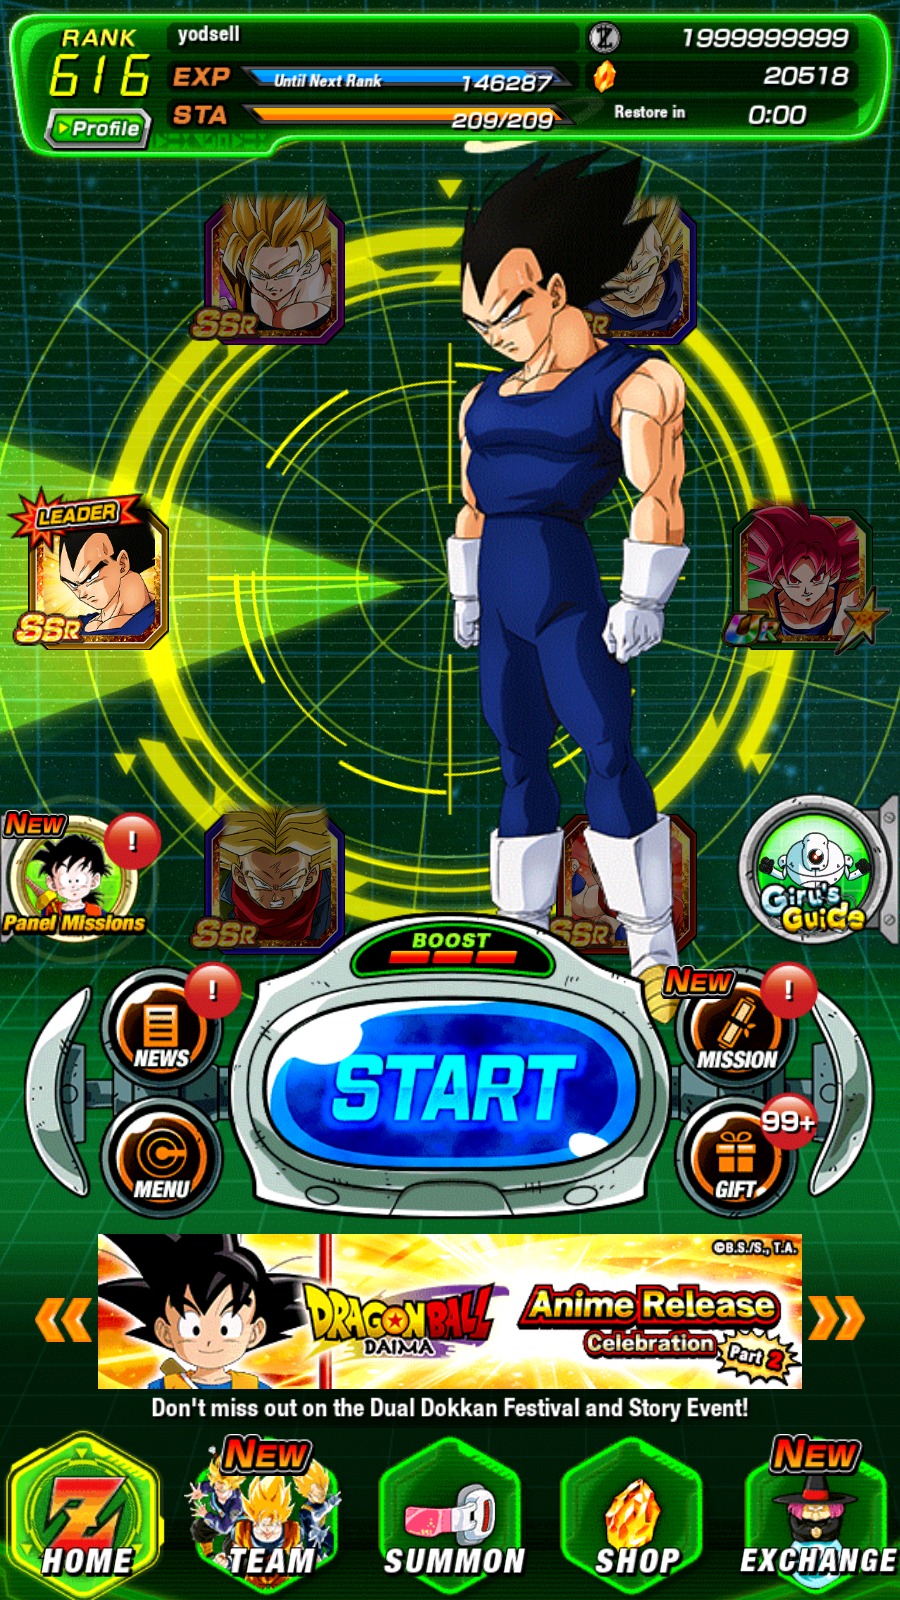 RANK
616
Profile
yodsell
1999999999
EXP
Until Next Rank
146287
20518
STA
209/209
Restore in
0:00
SSR
SR
LEADER
SSR
UR
New
!
Panel Missions
SSR
SSR
Giru's
Guide
BOOST
!
NEWS
New
!
MISSION
START
MENU
99+
GIFT
©B.S./S., T.A.
DRAGON BALL
DAIMA
Anime Release
Celebration
Part 2
Don't miss out on the Dual Dokkan Festival and Story Event!
HOME
New
TEAM
SUMMON
SHOP
New
EXCHANGE